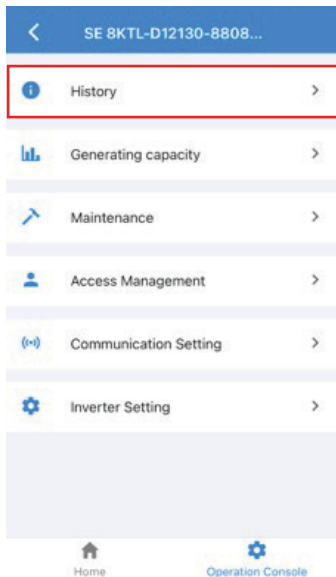 SE 8KTL-D12130-8808...
History
Generating capacity
Maintenance
Access Management
Communication Setting
Inverter Setting
Home
Operation Console